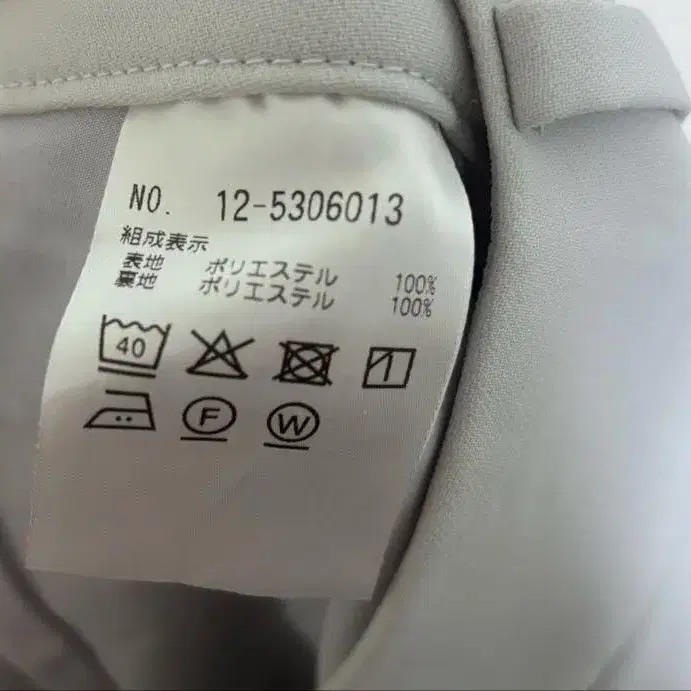 NO. 12-5306013
組成表示
表地 ポリエステル 100%
裏地 ポリエステル 100%
40
F W